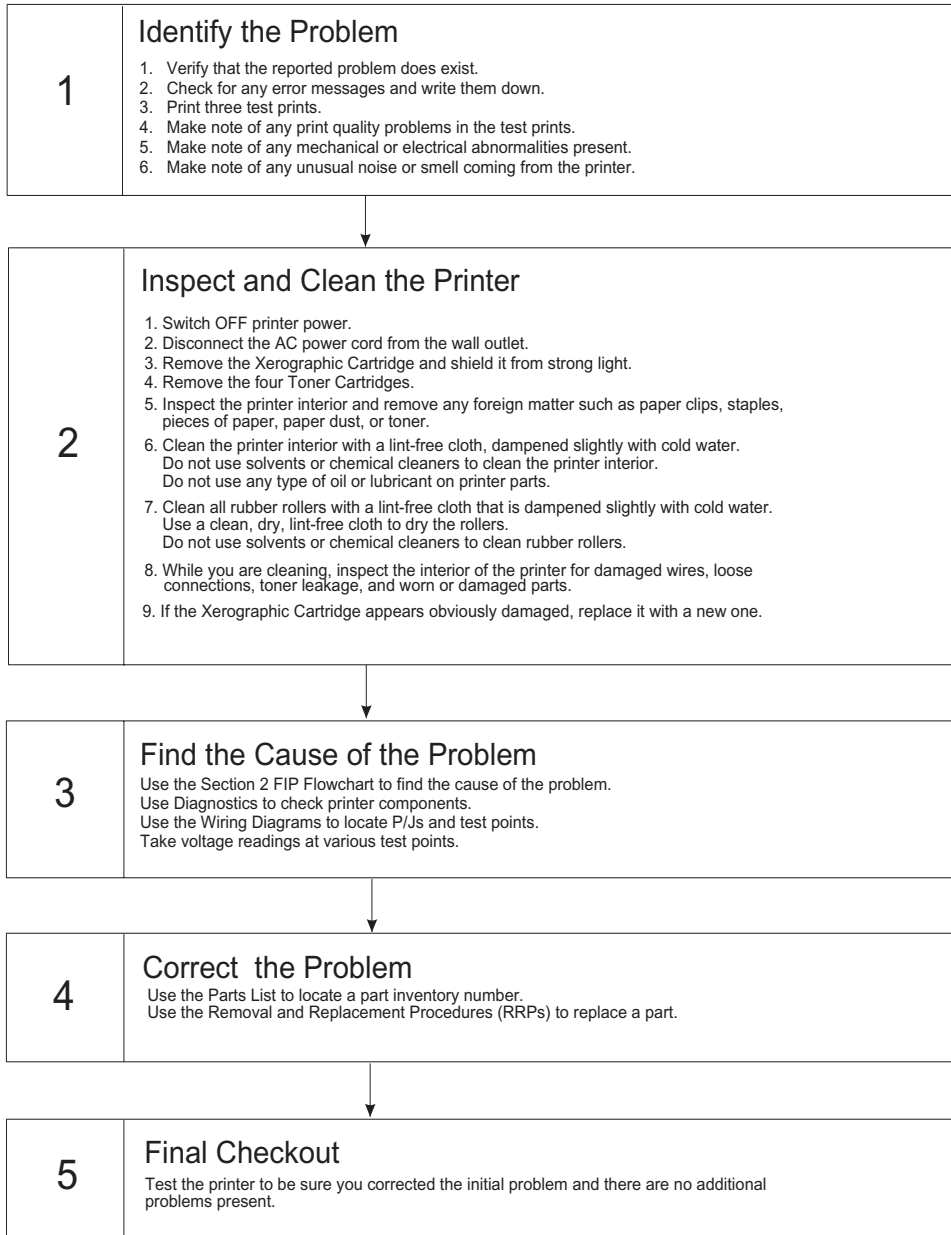 1
Identify the Problem
1. Verify that the reported problem does exist.
2. Check for any error messages and write them down.
3. Print three test prints.
4. Make note of any print quality problems in the test prints.
5. Make note of any mechanical or electrical abnormalities present.
6. Make note of any unusual noise or smell coming from the printer.
2
Inspect and Clean the Printer
1. Switch OFF printer power.
2. Disconnect the AC power cord from the wall outlet.
3. Remove the Xerographic Cartridge and shield it from strong light.
4. Remove the four Toner Cartridges.
5. Inspect the printer interior and remove any foreign matter such as paper clips, staples,
pieces of paper, paper dust, or toner.
6. Clean the printer interior with a lint-free cloth, dampened slightly with cold water.
Do not use solvents or chemical cleaners to clean the printer interior.
Do not use any type of oil or lubricant on printer parts.
7. Clean all rubber rollers with a lint-free cloth that is dampened slightly with cold water.
Use a clean, dry, lint-free cloth to dry the rollers.
Do not use solvents or chemical cleaners to clean rubber rollers.
8. While you are cleaning, inspect the interior of the printer for damaged wires, loose
connections, toner leakage, and worn or damaged parts.
9. If the Xerographic Cartridge appears obviously damaged, replace it with a new one.
3
Find the Cause of the Problem
Use the Section 2 FIP Flowchart to find the cause of the problem.
Use Diagnostics to check printer components.
Use the Wiring Diagrams to locate P/Js and test points.
Take voltage readings at various test points.
4
Correct the Problem
Use the Parts List to locate a part inventory number.
Use the Removal and Replacement Procedures (RRPs) to replace a part.
5
Final Checkout
Test the printer to be sure you corrected the initial problem and there are no additional
problems present.